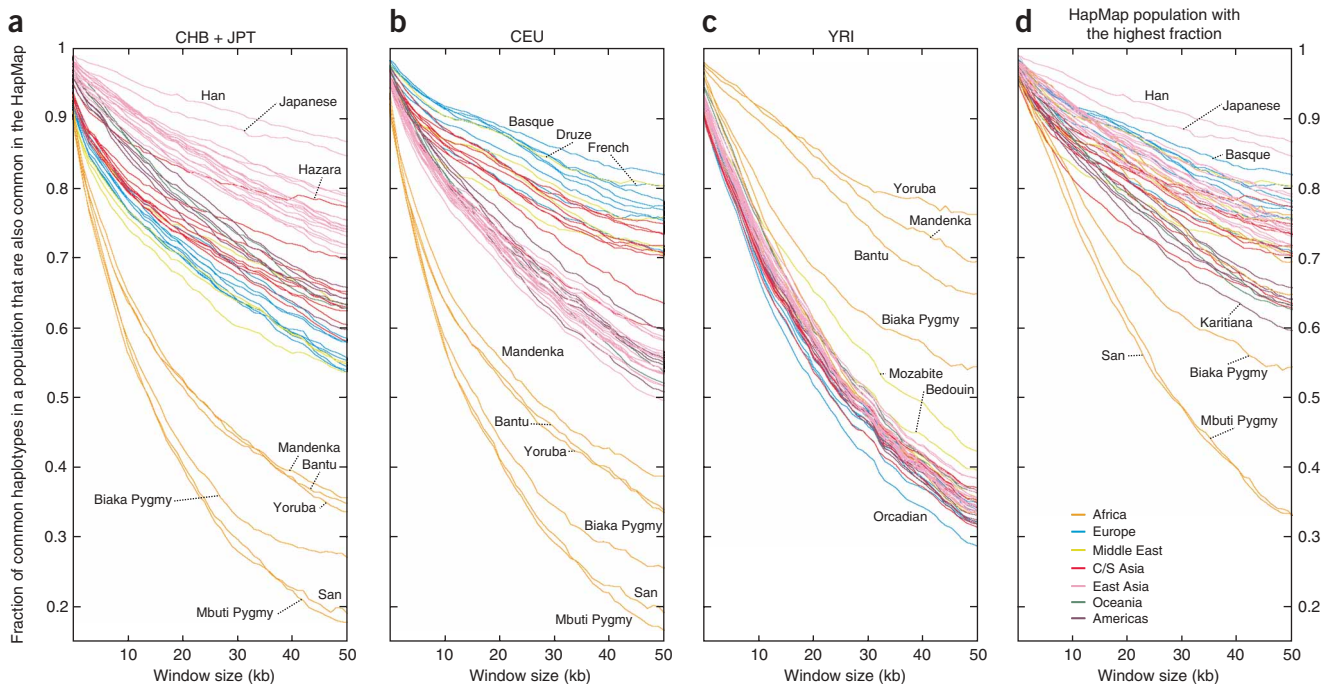 a
CHB + JPT
b
CEU
c
YRI
d
HapMap population with
the highest fraction
Fraction of common haplotypes in a population that are also common in the HapMap
1
0.9
0.8
0.7
0.6
0.5
0.4
0.3
0.2
Han
Japanese
Hazara
Mandenka
Bantu
Yoruba
Biaka Pygmy
San
Mbuti Pygmy
10 20 30 40 50
Window size (kb)
Basque
Druze
French
Mandenka
Bantu
Yoruba
Biaka Pygmy
San
Mbuti Pygmy
10 20 30 40 50
Window size (kb)
Yoruba
Mandenka
Bantu
Biaka Pygmy
Mozabite
Bedouin
Orcadian
10 20 30 40 50
Window size (kb)
Han
Japanese
Basque
Karitiana
San
Biaka Pygmy
Mbuti Pygmy
Africa
Europe
Middle East
C/S Asia
East Asia
Oceania
Americas
1
0.9
0.8
0.7
0.6
0.5
0.4
0.3
0.2
10 20 30 40 50
Window size (kb)